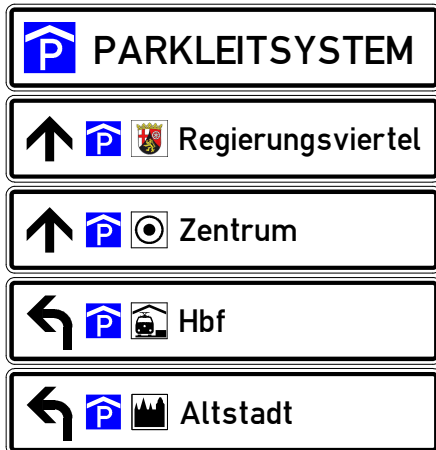 P PARKLEITSYSTEM
P Regierungsviertel
P Zentrum
P Hbf
P Altstadt